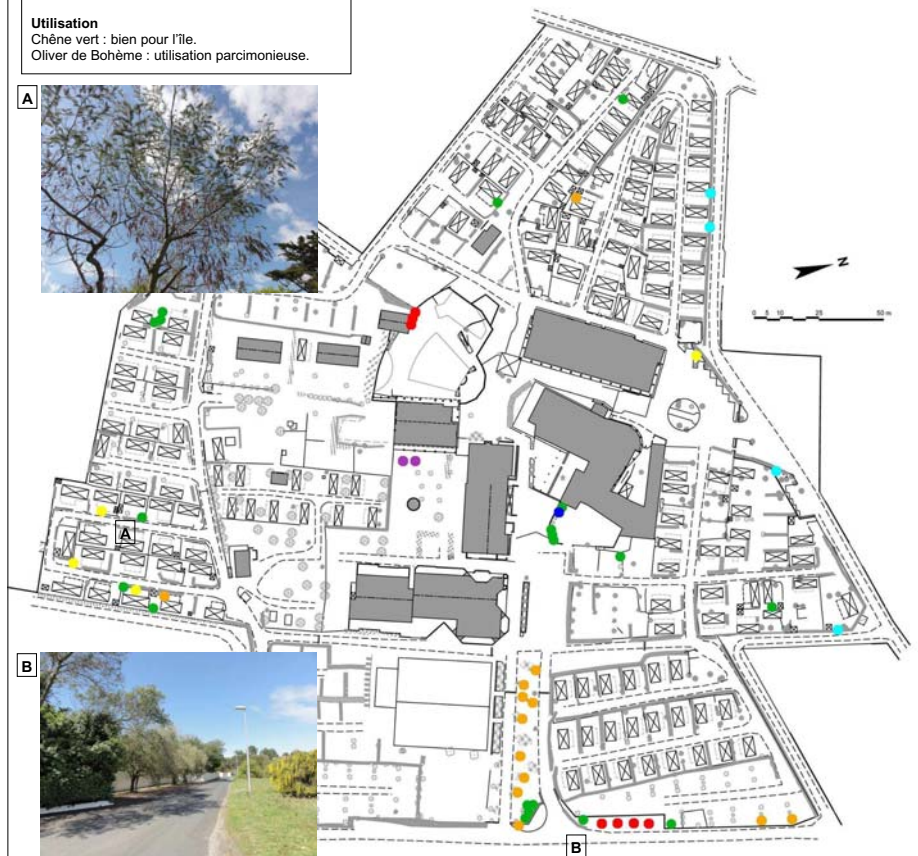 Utilisation
Chêne vert : bien pour l'île.
Oliver de Bohème : utilisation parcimonieuse.
A
N
0 5 10 25 50 m
A
B
B